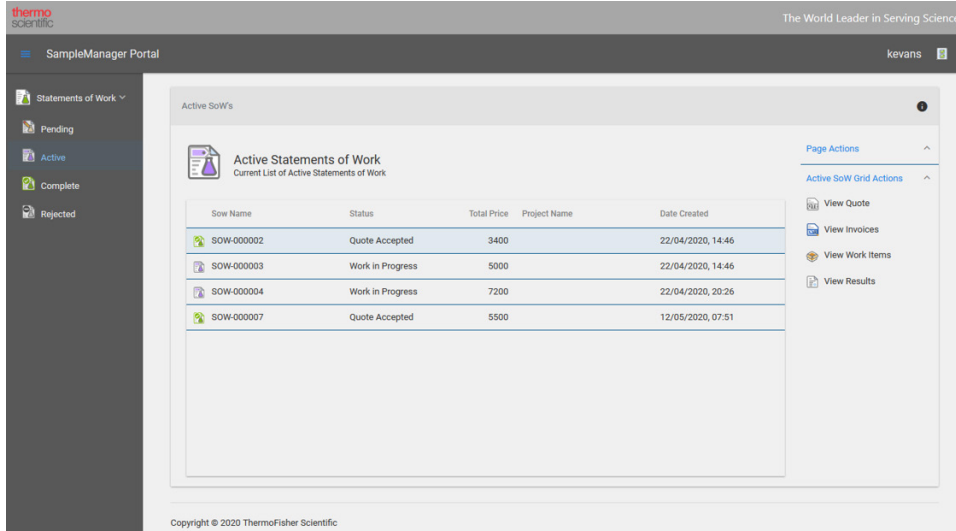 thermo
scientific
The World Leader in Serving Science
SampleManager Portal
kevans
Statements of Work
Pending
Active
Complete
Rejected
Active SoW's
Active Statements of Work
Current List of Active Statements of Work
Sow Name Status Total Price Project Name Date Created
SOW-000002 Quote Accepted 3400 22/04/2020, 14:46
SOW-000003 Work in Progress 5000 22/04/2020, 14:46
SOW-000004 Work in Progress 7200 22/04/2020, 20:26
SOW-000007 Quote Accepted 5500 12/05/2020, 07:51
Page Actions
Active SoW Grid Actions
View Quote
View Invoices
View Work Items
View Results
Copyright © 2020 ThermoFisher Scientific